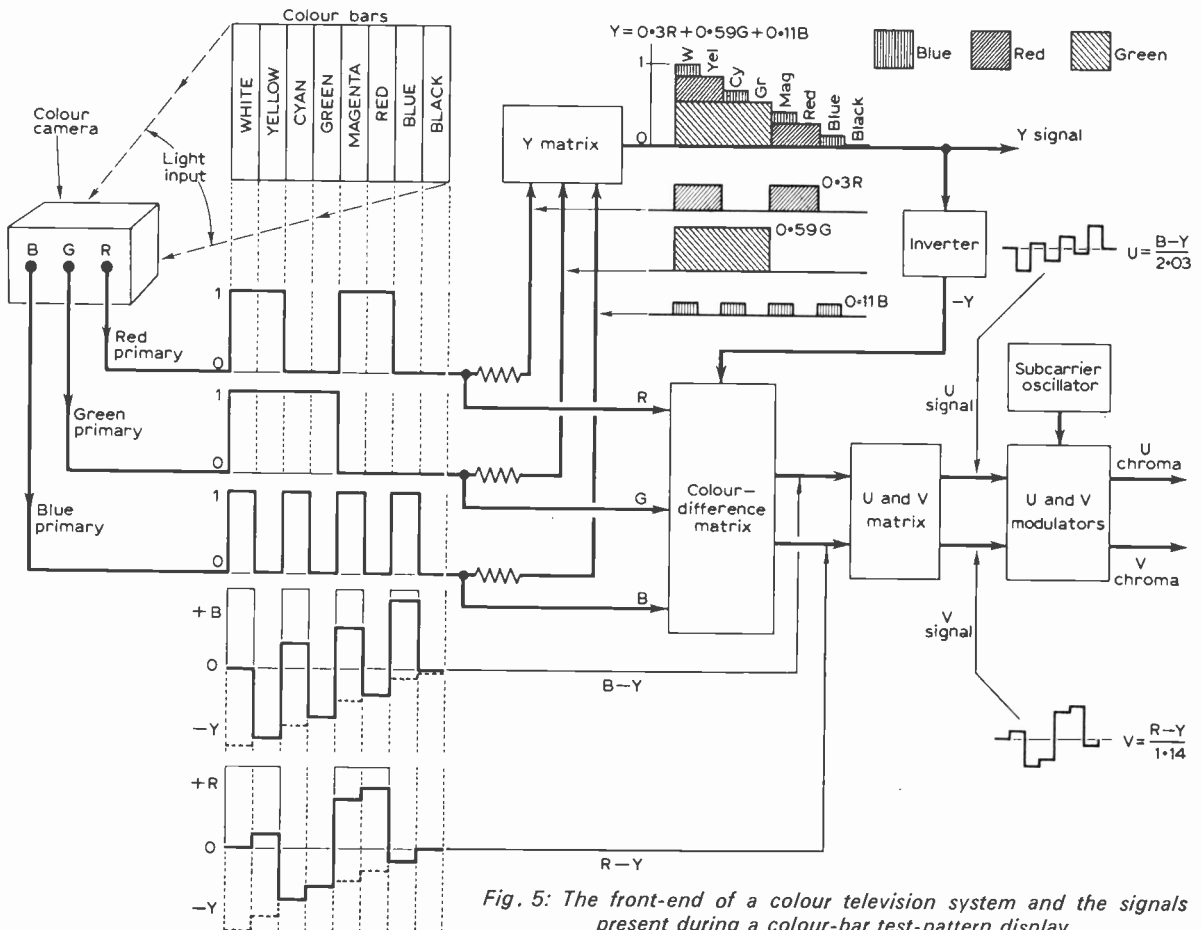 Colour bars
WHITE
YELLOW
CYAN
GREEN
MAGENTA
RED
BLUE
BLACK
Colour
camera
Light
input
B G R
Y=0·3R+0·59G+0·11B
1
0
W
Yel
Cy
Gr
Mag
Red
Blue
Black
Blue
Red
Green
Y matrix
Y signal
0·3R
0·59G
0·11B
Inverter
−Y
U=B−Y
2·03
1
0
Red
primary
1
0
Green
primary
1
0
Blue
primary
R
G
B
Colour–
difference
matrix
U and V
matrix
U
signal
Subcarrier
oscillator
U and V
modulators
U
chroma
V
chroma
V
signal
V=R−Y
1·14
+B
0
−Y
B−Y
+R
0
−Y
R−Y
Fig. 5: The front-end of a colour television system and the signals
present during a colour-bar test-pattern display.